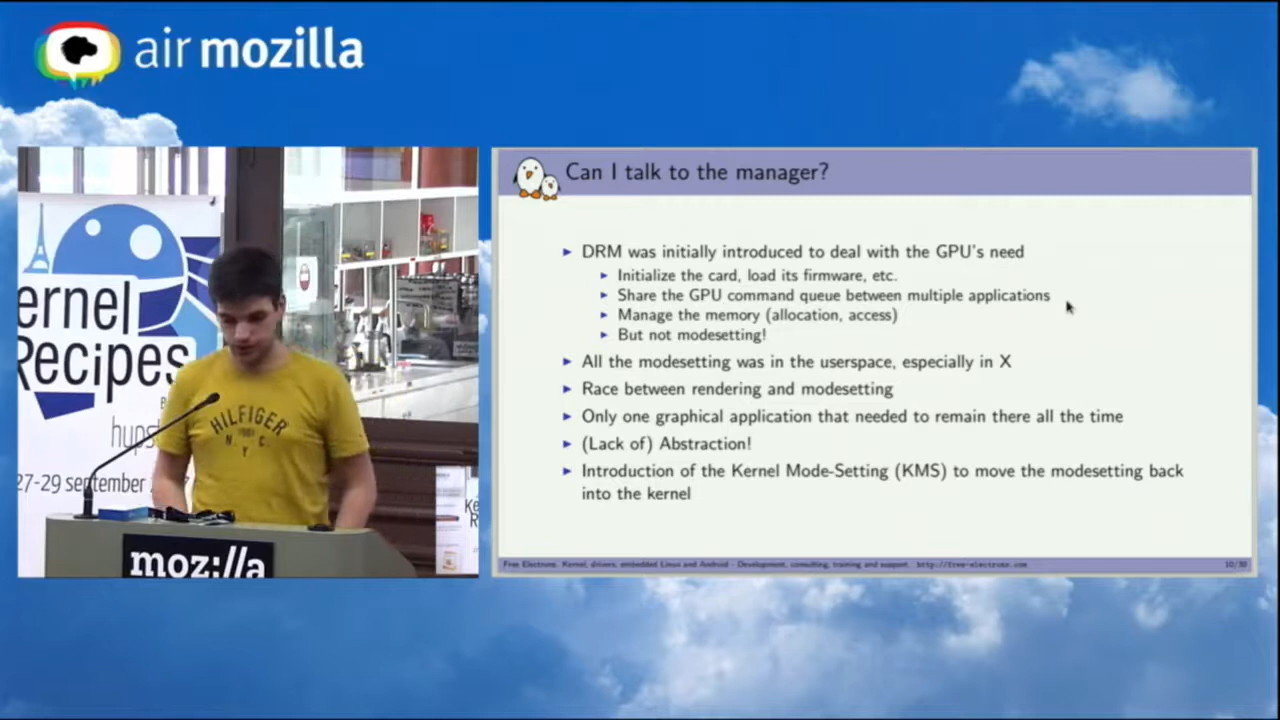 air mozilla
ernel
Recipes
hups
27-29 september
HILFIGER
N. Y. C.
moz://a
Can I talk to the manager?
▶ DRM was initially introduced to deal with the GPU's need
▶ Initialize the card, load its firmware, etc.
▶ Share the GPU command queue between multiple applications
▶ Manage the memory (allocation, access)
▶ But not modesetting!
▶ All the modesetting was in the userspace, especially in X
▶ Race between rendering and modesetting
▶ Only one graphical application that needed to remain there all the time
▶ (Lack of) Abstraction!
▶ Introduction of the Kernel Mode-Setting (KMS) to move the modesetting back
into the kernel
Free Electrons. Kernel, drivers, embedded Linux and Android - Development, consulting, training and support. http://free-electrons.com
10/30